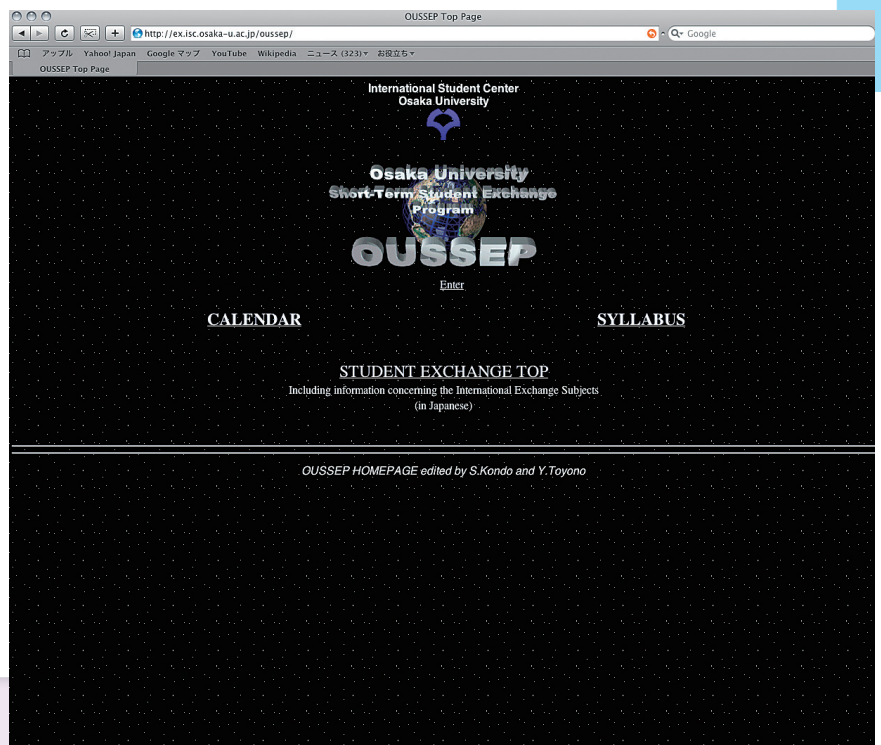 OUSSEP Top Page
http://ex.isc.osaka-u.ac.jp/oussep/
Google
アップル Yahoo! Japan Google マップ YouTube Wikipedia ニュース (323)▾ お役立ち▾
OUSSEP Top Page
International Student Center
Osaka University
Osaka University
Short-Term Student Exchange
Program
OUSSEP
Enter
CALENDAR SYLLABUS
STUDENT EXCHANGE TOP
Including information concerning the International Exchange Subjects
(in Japanese)
OUSSEP HOMEPAGE edited by S.Kondo and Y.Toyono